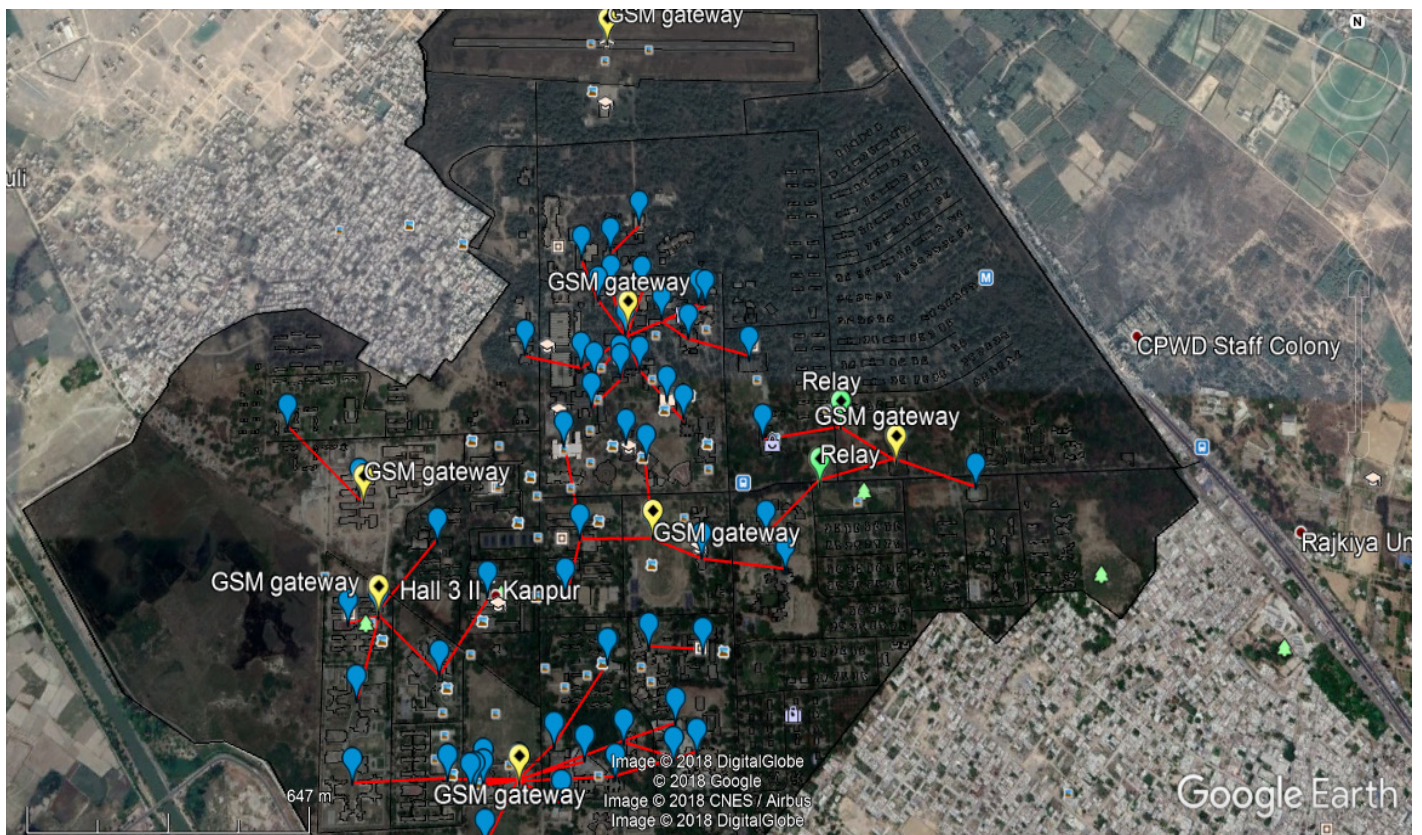 GSM gateway
N
uli
GSM gateway
M
CPWD Staff Colony
Relay
GSM gateway
Relay
GSM gateway
GSM gateway
Rajkiya Un
GSM gateway
Hall 3 II
Kanpur
647 m
GSM gateway
Image © 2018 DigitalGlobe
© 2018 Google
Image © 2018 CNES / Airbus
Image © 2018 DigitalGlobe
Google Earth